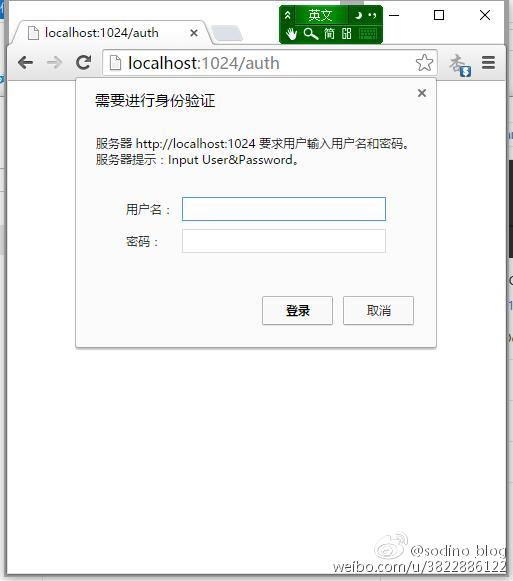 localhost:1024/auth
英文
简
localhost:1024/auth
需要进行身份验证
服务器 http://localhost:1024 要求用户输入用户名和密码。
服务器提示：Input User&Password。
用户名：
密码：
登录
取消
@sodino_blog
weibo.com/u/3822886122